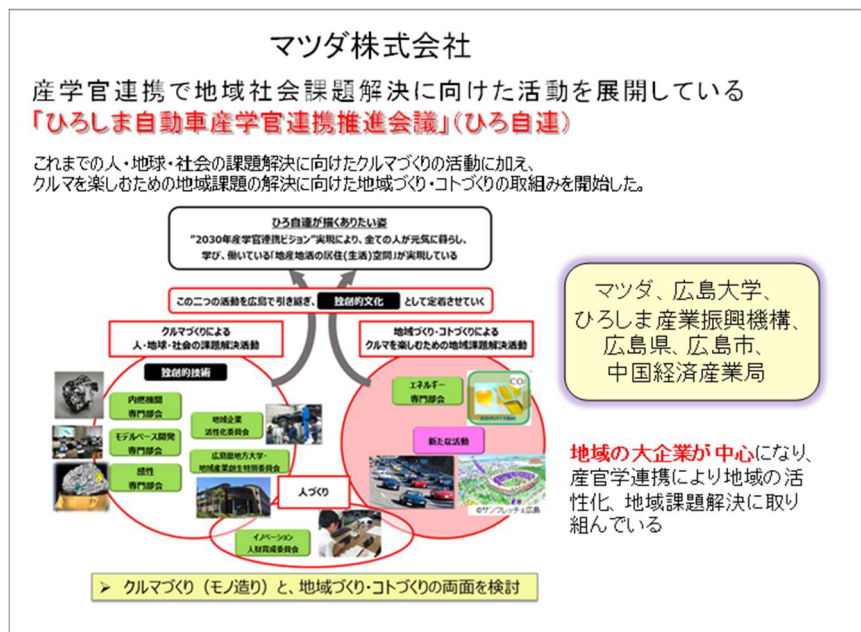 マツダ株式会社
産学官連携で地域社会課題解決に向けた活動を展開している
「ひろしま自動車産学官連携推進会議」(ひろ自連)
これまでの人・地球・社会の課題解決に向けたクルマづくりの活動に加え、
クルマを楽しむための地域課題の解決に向けた地域づくり・コトづくりの取組みを開始した。
ひろ自連が描くありたい姿
“2030年産学官連携ビジョン”実現により、全ての人が元気に暮らし、
学び、働いている「地産地活の居住(生活)空間」が実現している
この二つの活動を広島で引き継ぎ、 独創的文化 として定着させていく
クルマづくりによる
人・地球・社会の課題解決活動
地域づくり・コトづくりによる
クルマを楽しむための地域課題解決活動
独創的技術
内燃機関
専門部会
モデルベース開発
専門部会
感性
専門部会
地域企業
活性化委員会
広島県地方大学・
地域産業創生特別委員会
エネルギー
専門部会
新たな活動
©サンフレッチェ広島
人づくり
イノベーション
人財育成委員会
マツダ、広島大学、
ひろしま産業振興機構、
広島県、広島市、
中国経済産業局
地域の大企業が中心になり、
産官学連携により地域の活
性化、地域課題解決に取り
組んでいる
➢ クルマづくり(モノ造り)と、地域づくり・コトづくりの両面を検討